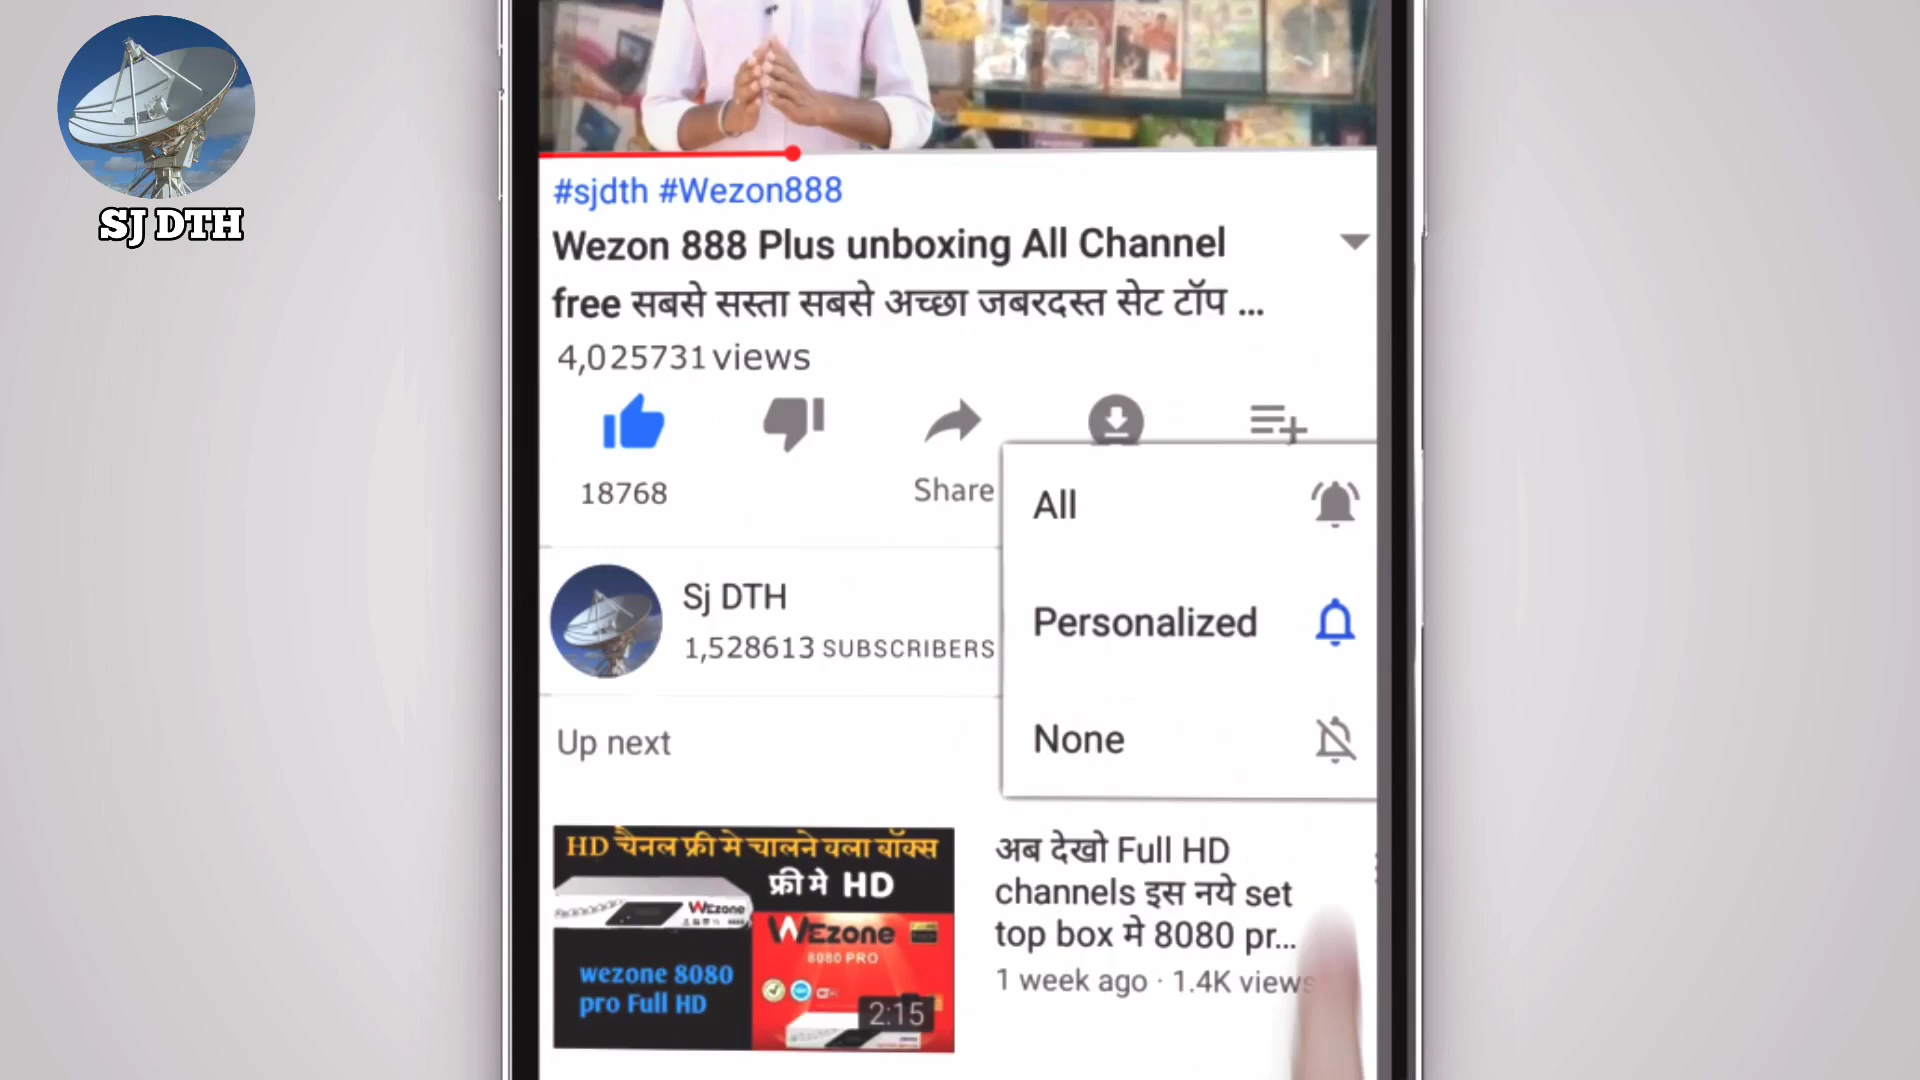 SJ DTH
#sjdth #Wezon888
Wezon 888 Plus unboxing All Channel
free सबसे सस्ता सबसे अच्छा जबरदस्त सेट टॉप ...
4,025731 views
18768
Share
All
Personalized
None
Sj DTH
1,528613 SUBSCRIBERS
Up next
HD चैनल फ्री मे चालने वला बॉक्स
फ्री मे HD
WEzone
WEzone
8080 PRO
wezone 8080
pro Full HD
2:15
अब देखो Full HD
channels इस नये set
top box मे 8080 pr...
1 week ago · 1.4K views